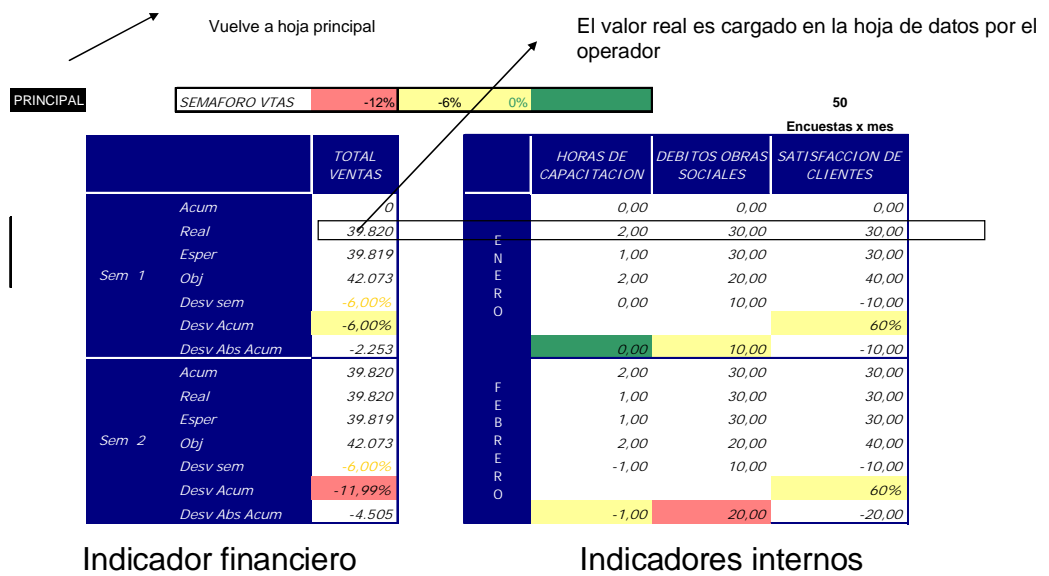 Vuelve a hoja principal
El valor real es cargado en la hoja de datos por el
operador
PRINCIPAL
SEMAFORO VTAS -12% -6% 0%
50
Encuestas x mes
TOTAL
VENTAS
HORAS DE
CAPACITACION
DEBITOS OBRAS
SOCIALES
SATISFACCION DE
CLIENTES
Sem 1
ENERO
Acum 0 0,00 0,00 0,00
Real 39.820 2,00 30,00 30,00
Esper 39.819 1,00 30,00 30,00
Obj 42.073 2,00 20,00 40,00
Desv sem -6,00% 0,00 10,00 -10,00
Desv Acum -6,00% 60%
Desv Abs Acum -2.253 0,00 10,00 -10,00
Sem 2
FEBRERO
Acum 39.820 2,00 30,00 30,00
Real 39.820 1,00 30,00 30,00
Esper 39.819 1,00 30,00 30,00
Obj 42.073 2,00 20,00 40,00
Desv sem -6,00% -1,00 10,00 -10,00
Desv Acum -11,99% 60%
Desv Abs Acum -4.505 -1,00 20,00 -20,00
Indicador financiero
Indicadores internos